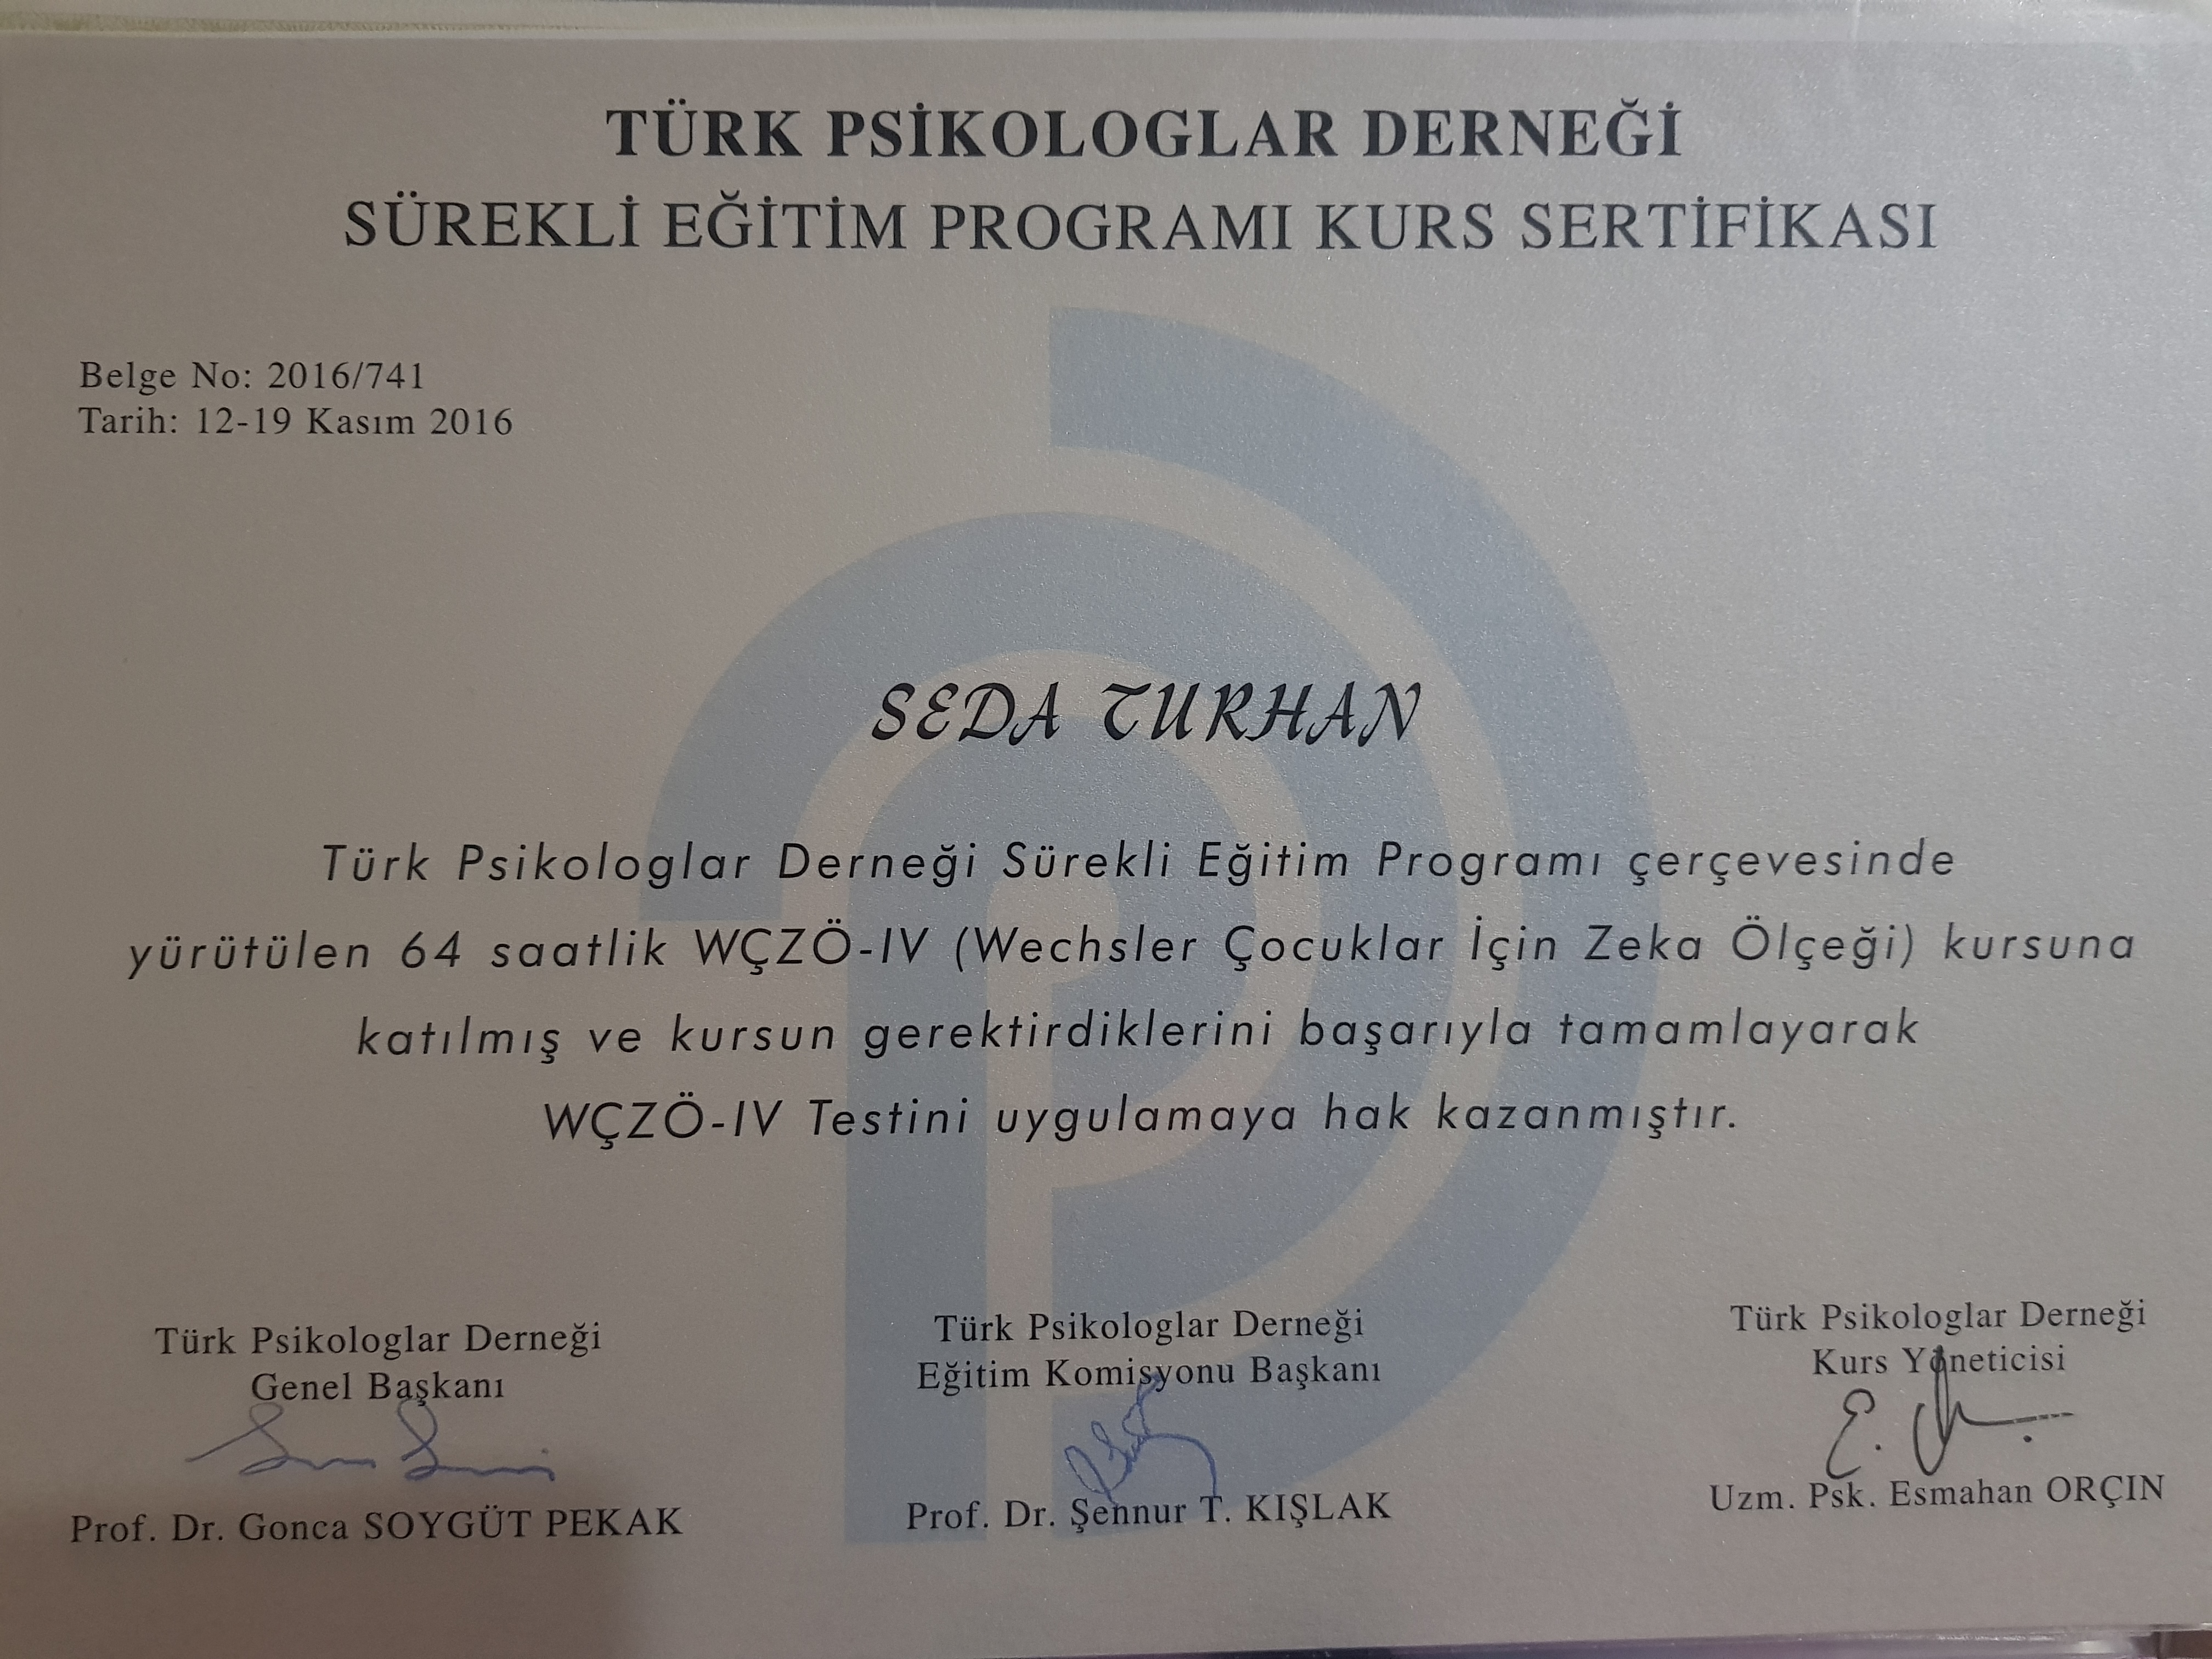 TÜRK PSİKOLOGLAR DERNEĞİ
SÜREKLİ EĞİTİM PROGRAMI KURS SERTİFİKASI
Belge No: 2016/741
Tarih: 12-19 Kasım 2016
SEDA TURHAN
Türk Psikologlar Derneği Sürekli Eğitim Programı çerçevesinde
yürütülen 64 saatlik WÇZÖ-IV (Wechsler Çocuklar İçin Zeka Ölçeği) kursuna
katılmış ve kursun gerektirdiklerini başarıyla tamamlayarak
WÇZÖ-IV Testini uygulamaya hak kazanmıştır.
Türk Psikologlar Derneği
Genel Başkanı
Prof. Dr. Gonca SOYGÜT PEKAK
Türk Psikologlar Derneği
Eğitim Komisyonu Başkanı
Prof. Dr. Şennur T. KIŞLAK
Türk Psikologlar Derneği
Kurs Yöneticisi
Uzm. Psk. Esmahan ORÇIN